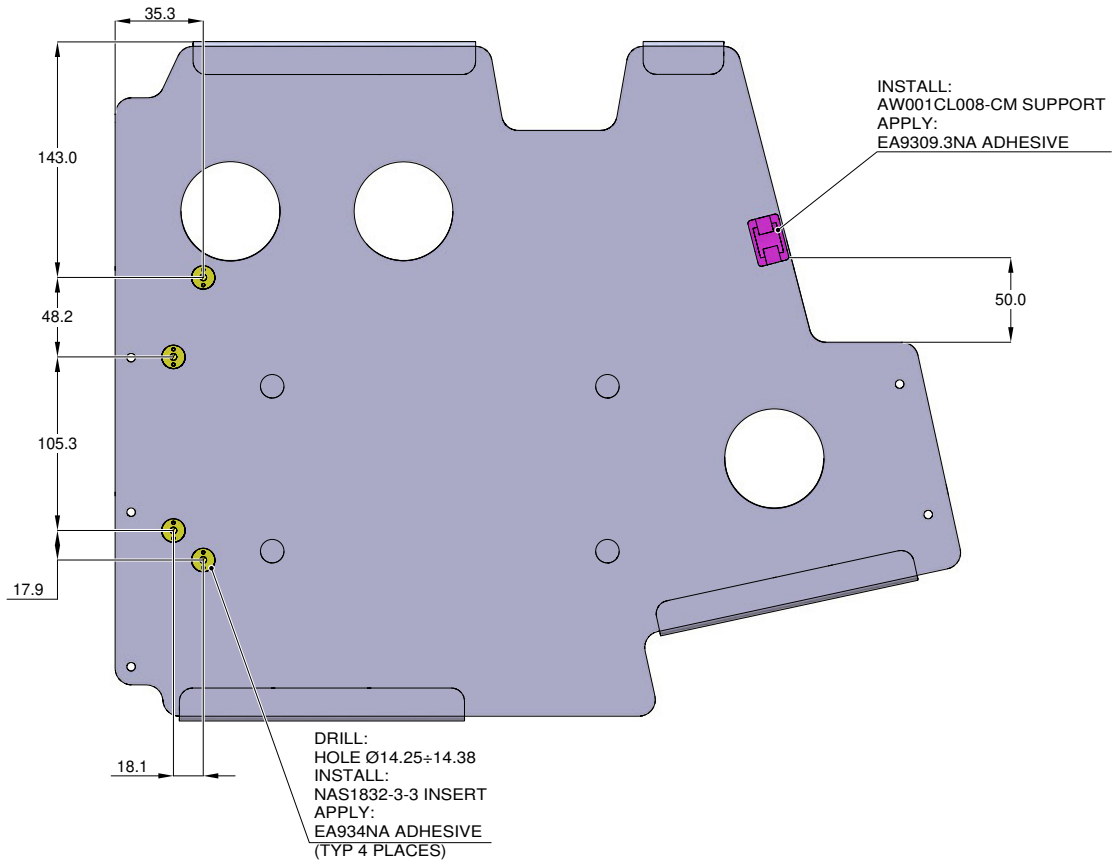 35.3
INSTALL:
AW001CL008-CM SUPPORT
APPLY:
EA9309.3NA ADHESIVE
143.0
50.0
48.2
105.3
17.9
18.1
DRILL:
HOLE Ø14.25÷14.38
INSTALL:
NAS1832-3-3 INSERT
APPLY:
EA934NA ADHESIVE
(TYP 4 PLACES)